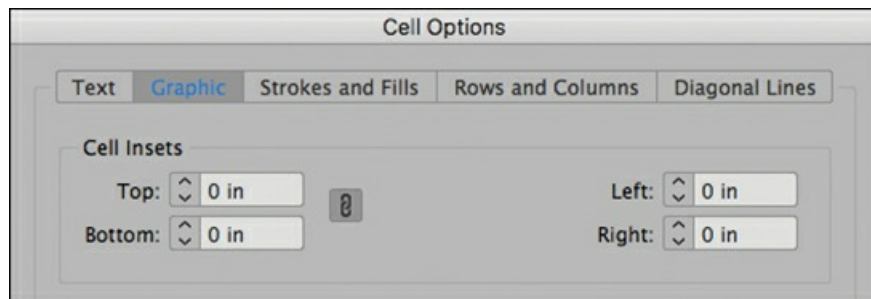 Cell Options
Text Graphic Strokes and Fills Rows and Columns Diagonal Lines
Cell Insets
Top: 0 in Left: 0 in
Bottom: 0 in Right: 0 in